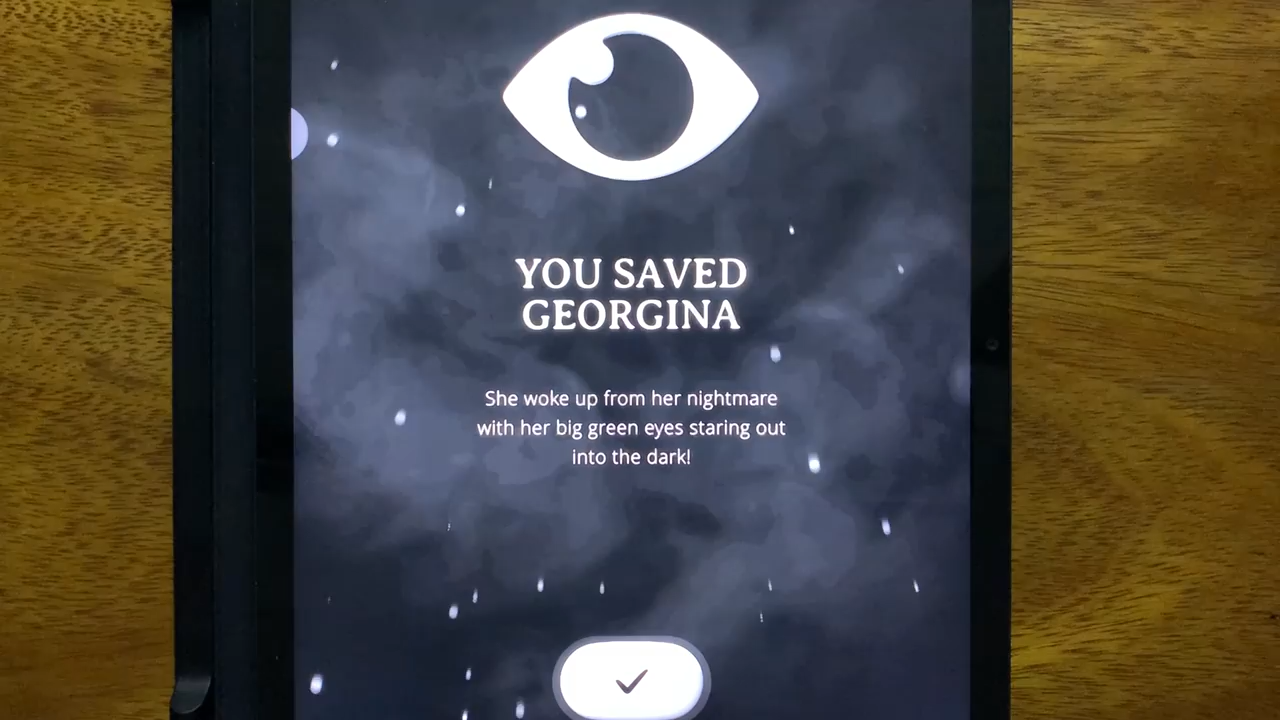 YOU SAVED
GEORGINA
She woke up from her nightmare
with her big green eyes staring out
into the dark!